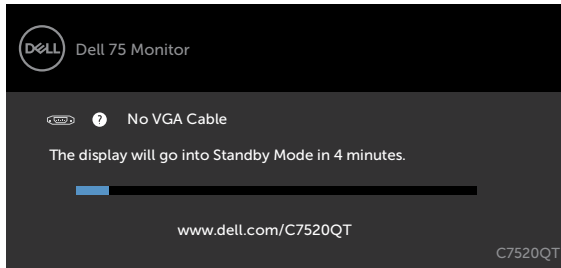 DELL
Dell 75 Monitor
? No VGA Cable
The display will go into Standby Mode in 4 minutes.
www.dell.com/C7520QT
C7520QT